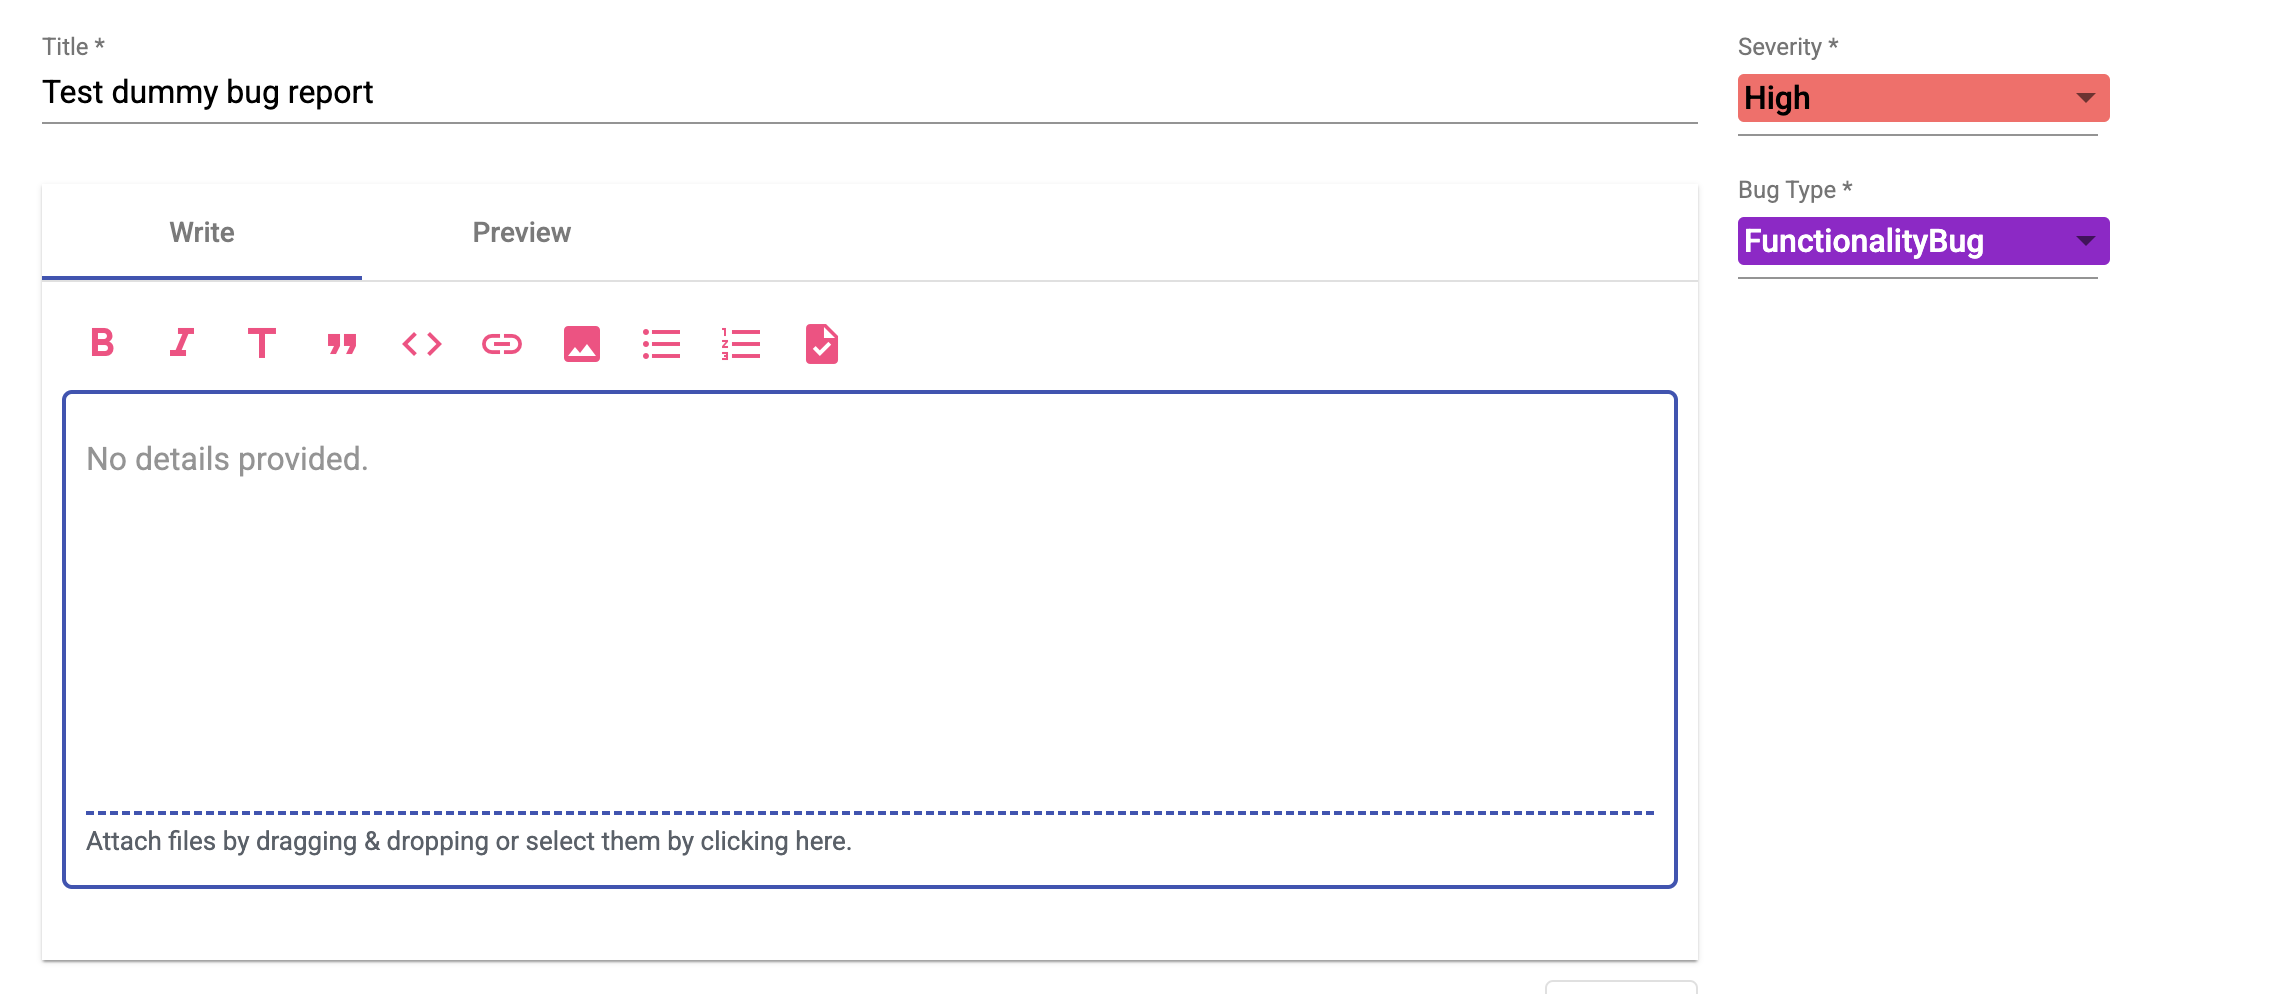 Title *
Test dummy bug report
Severity *
High
Bug Type *
FunctionalityBug
Write
Preview
No details provided.
Attach files by dragging & dropping or select them by clicking here.